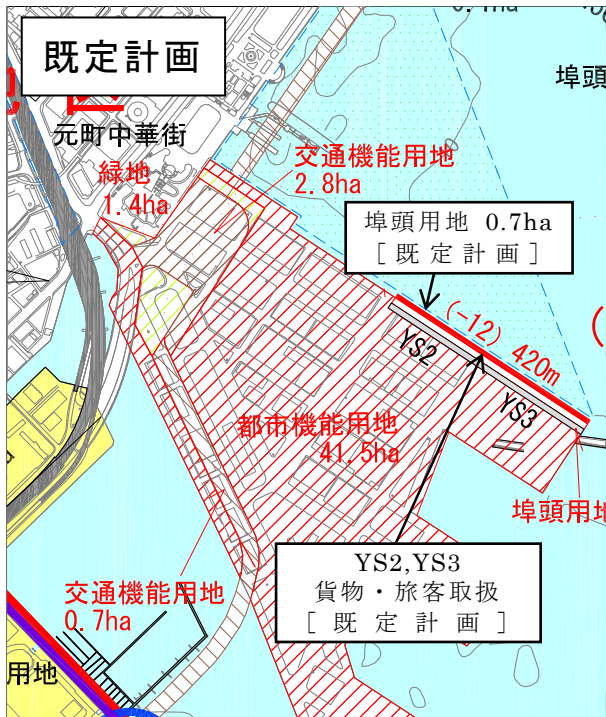 既定計画
埠頭
元町中華街
緑地
1.4ha
交通機能用地
2.8ha
埠頭用地 0.7ha
[ 既 定 計 画 ]
(-12) 420m
(
YS2
YS3
都市機能用地
41.5ha
埠頭用地
YS2,YS3
貨物・旅客取扱
[ 既 定 計 画 ]
交通機能用地
0.7ha
用地